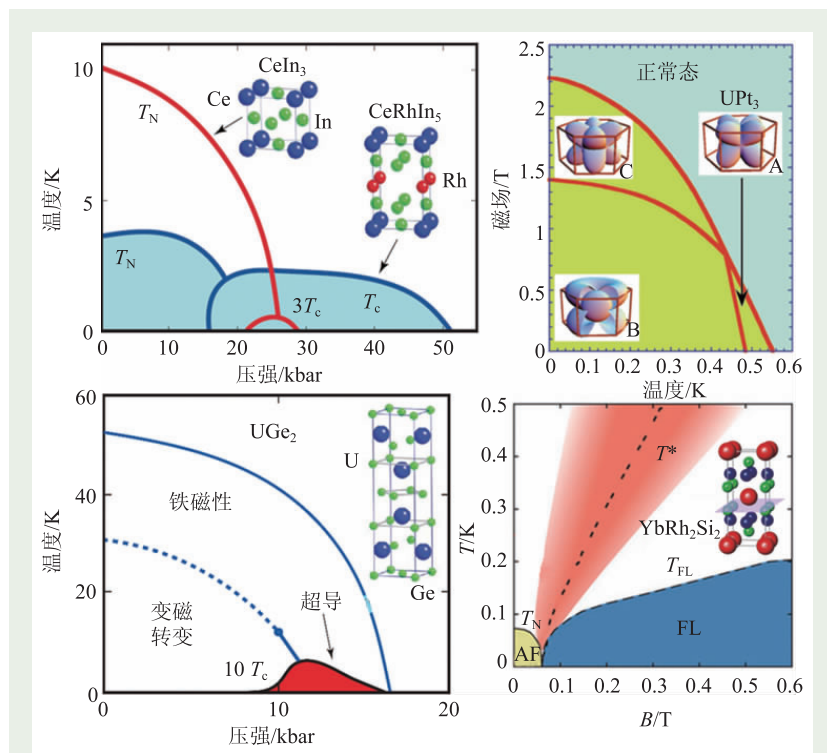 CeIn₃
Ce
In
T_N
CeRhIn₅
Rh
T_N
3T_c
T_c
温度/K
10
5
0
0
10
20
30
40
50
压强/kbar
正常态
UPt₃
A
C
B
磁场/T
2.5
2
1.5
1
0.5
0
0
0.1
0.2
0.3
0.4
0.5
0.6
温度/K
UGe₂
U
铁磁性
Ge
变磁
转变
超导
10 T_c
温度/K
60
40
20
0
0
10
20
压强/kbar
T*
YbRh₂Si₂
T_FL
T_N
AF
FL
T/K
0.5
0.4
0.3
0.2
0.1
0
0
0.1
0.2
0.3
0.4
0.5
0.6
B/T